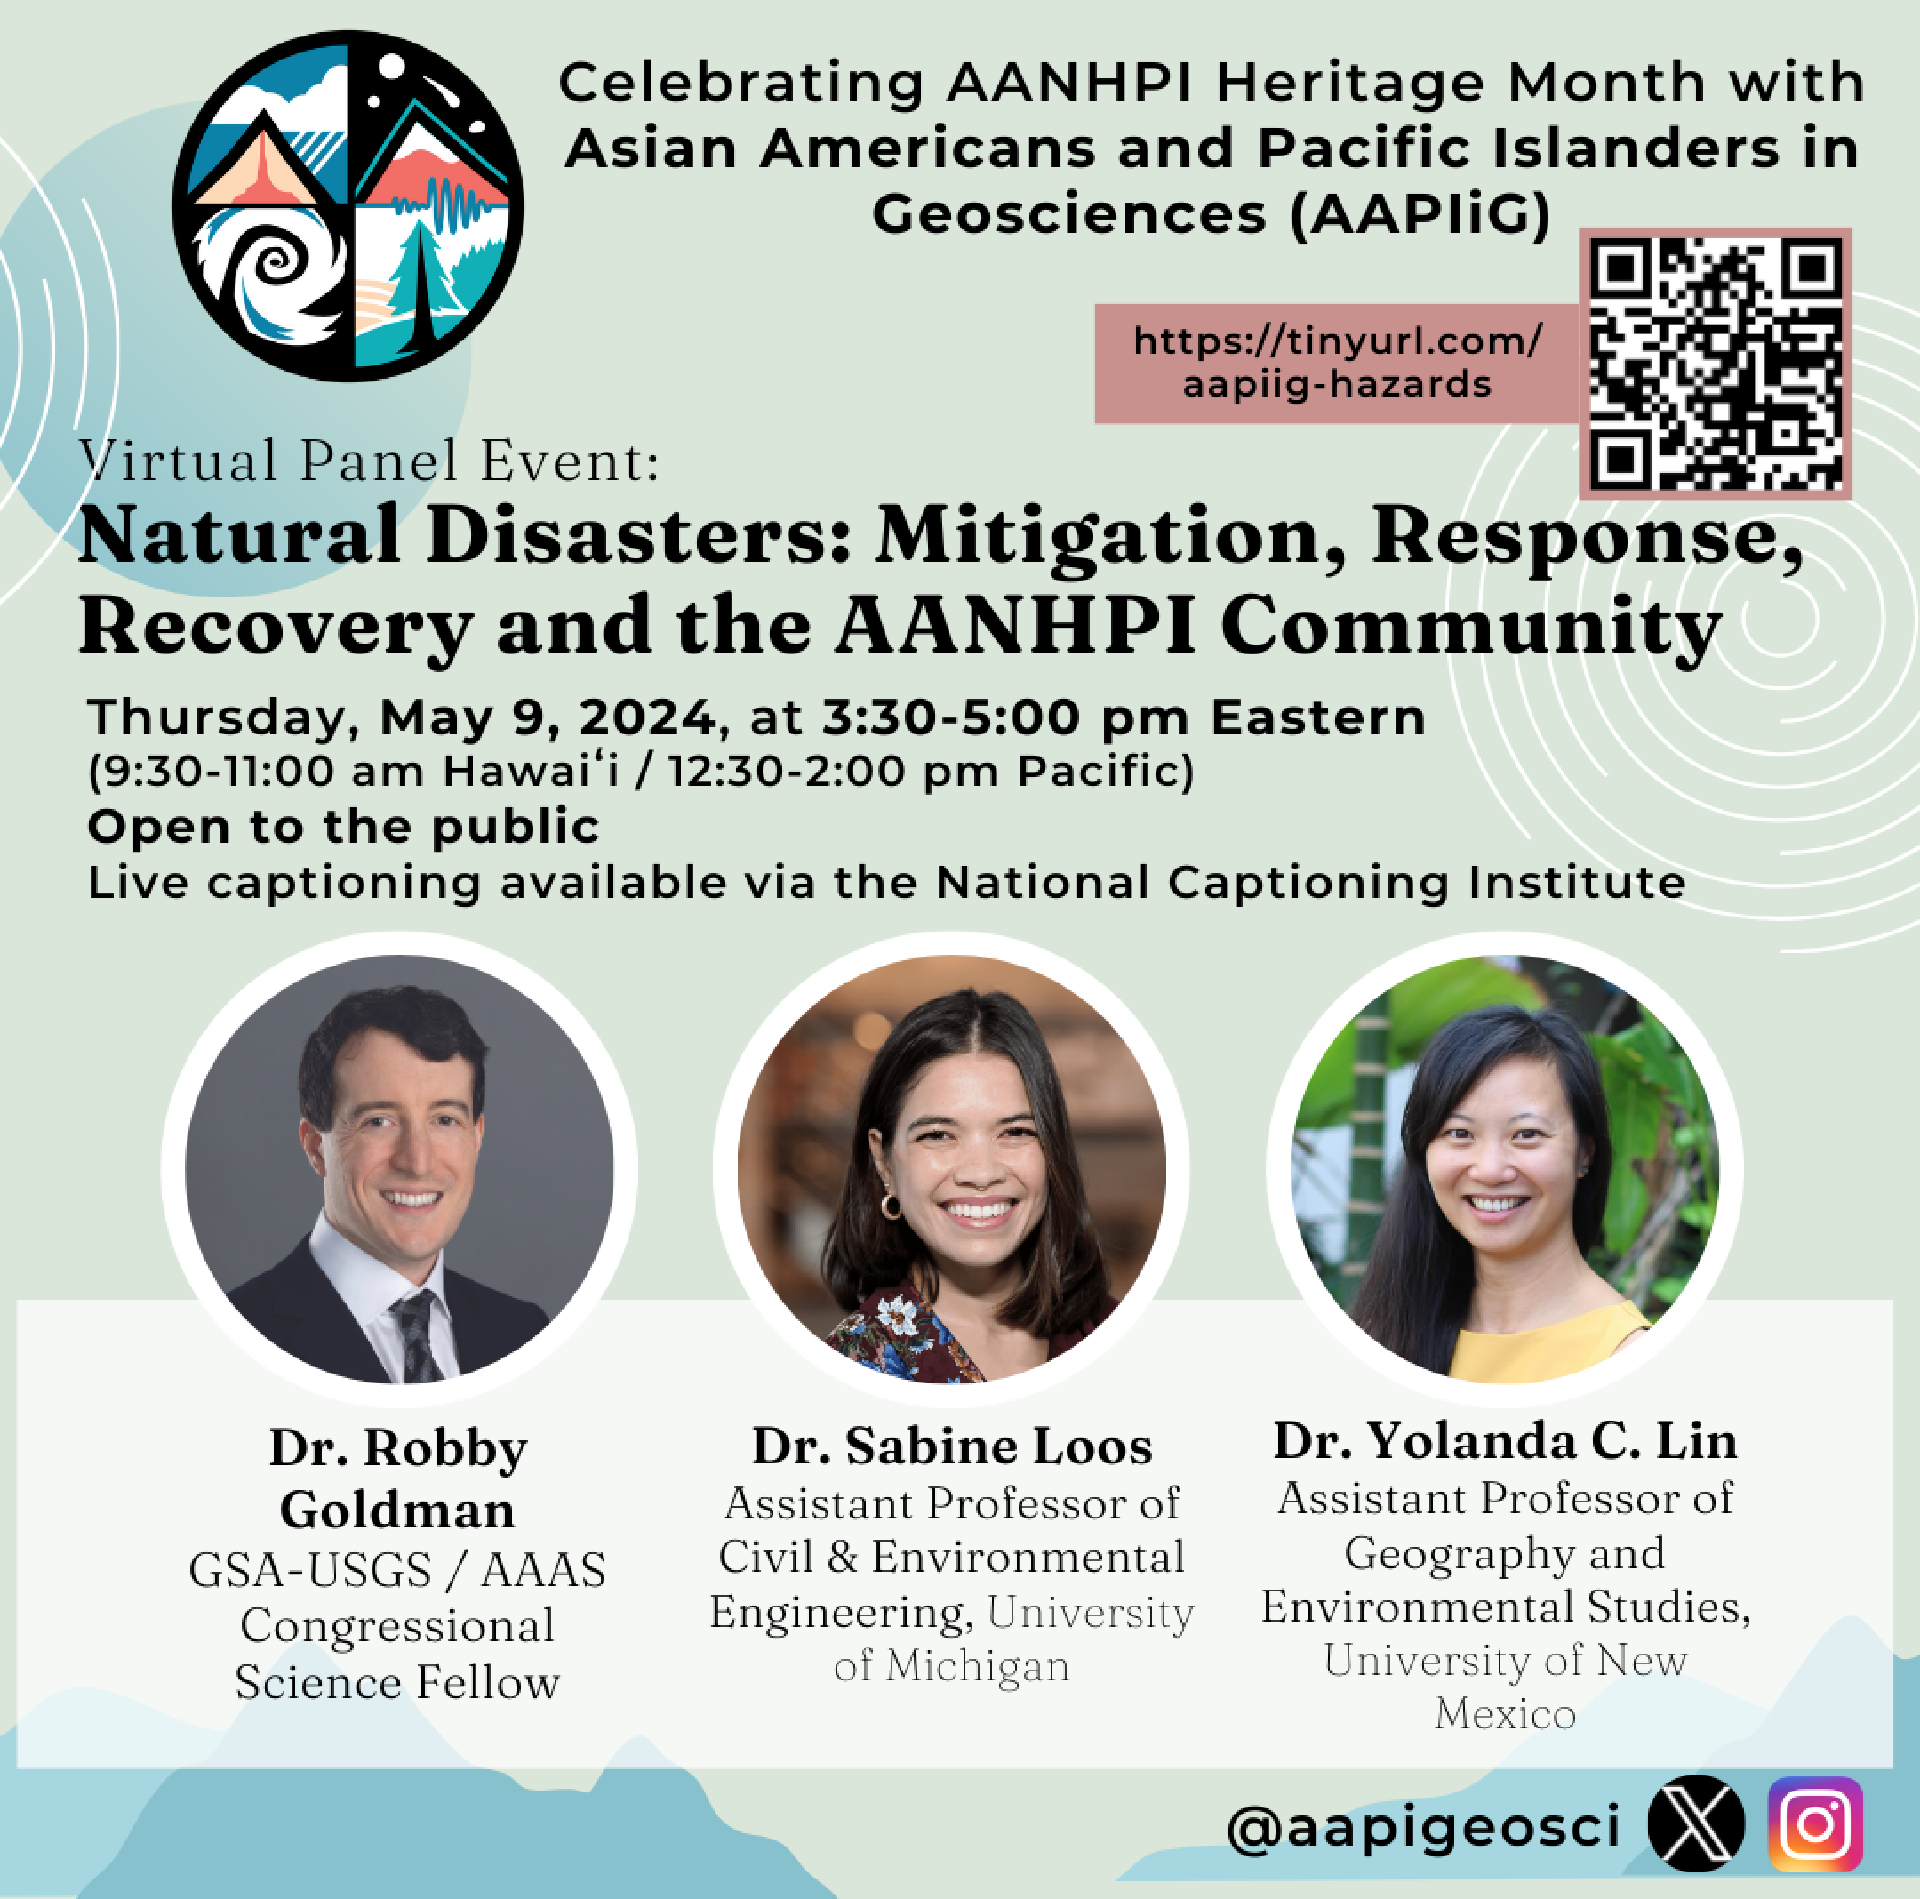 Celebrating AANHPI Heritage Month with
Asian Americans and Pacific Islanders in
Geosciences (AAPIiG)
https://tinyurl.com/
aapiig-hazards
Virtual Panel Event:
Natural Disasters: Mitigation, Response,
Recovery and the AANHPI Community
Thursday, May 9, 2024, at 3:30-5:00 pm Eastern
(9:30-11:00 am Hawaiʻi / 12:30-2:00 pm Pacific)
Open to the public
Live captioning available via the National Captioning Institute
Dr. Robby
Goldman
GSA-USGS / AAAS
Congressional
Science Fellow
Dr. Sabine Loos
Assistant Professor of
Civil & Environmental
Engineering, University
of Michigan
Dr. Yolanda C. Lin
Assistant Professor of
Geography and
Environmental Studies,
University of New
Mexico
@aapigeosci